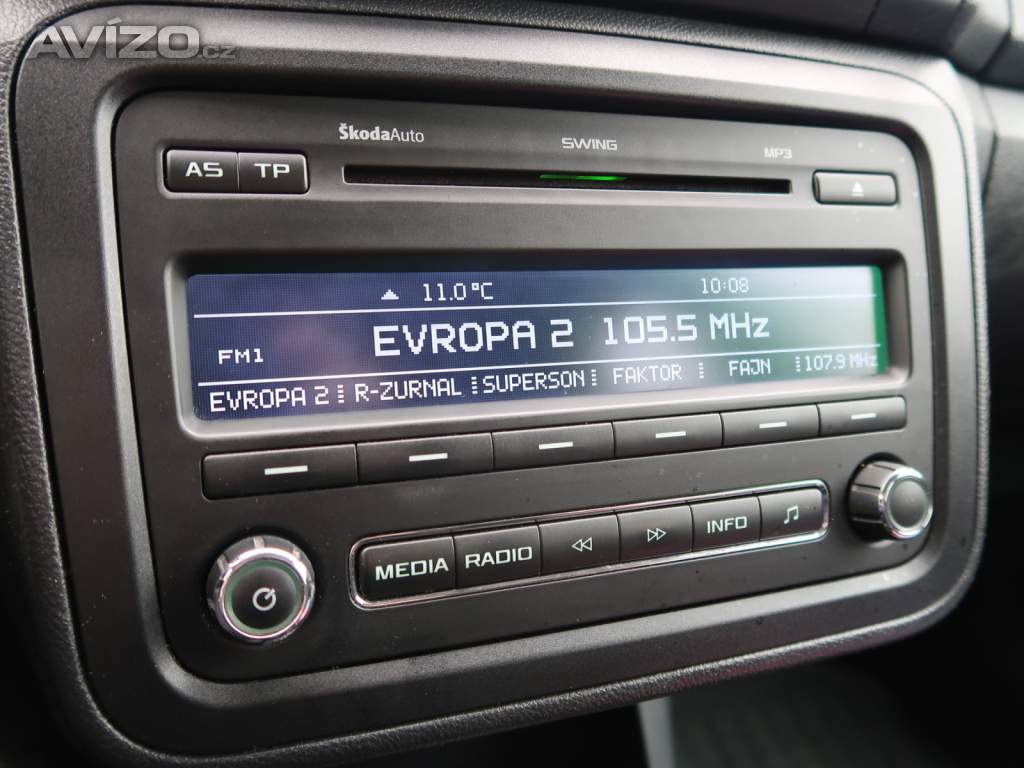 AVÍZO.cz
ŠkodaAuto SWING MP3
AS TP
11.0°C 10:08
FM1 EVROPA 2 105.5 MHz
EVROPA 2 R-ZURNAL SUPERSON FAKTOR FAJN 107.9 MHz
MEDIA RADIO INFO